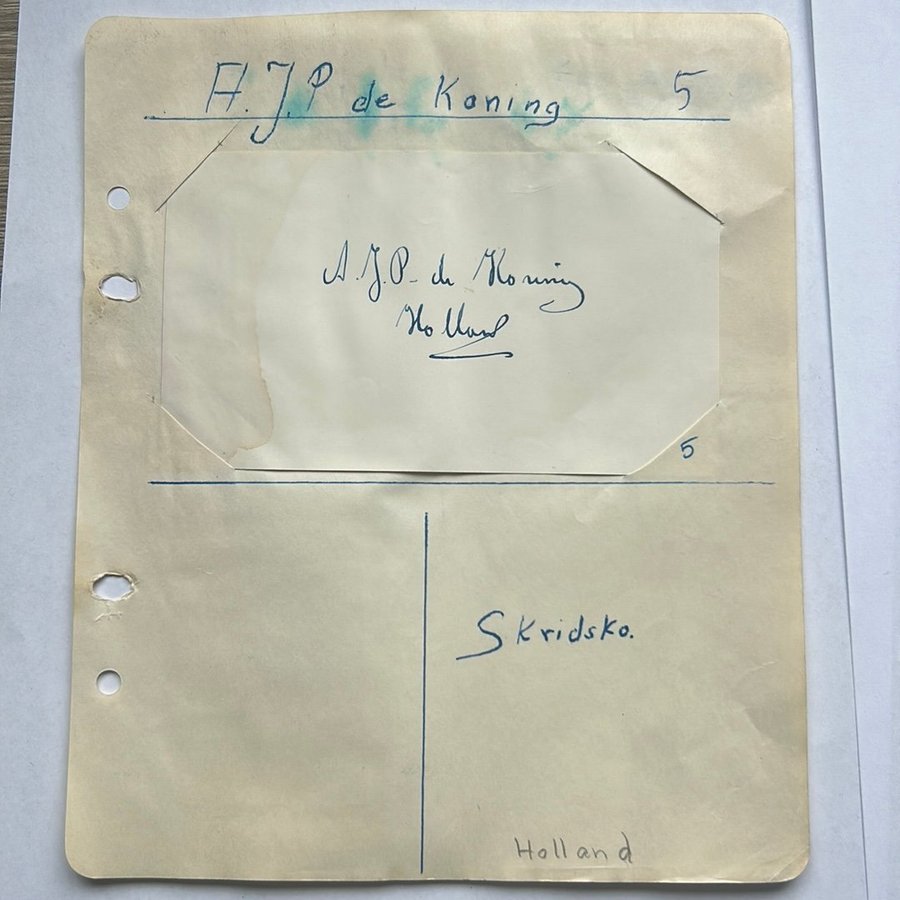 A.J.P de Koning 5
A.J.P. de Koning
Holland
5
Skridsko.
Holland